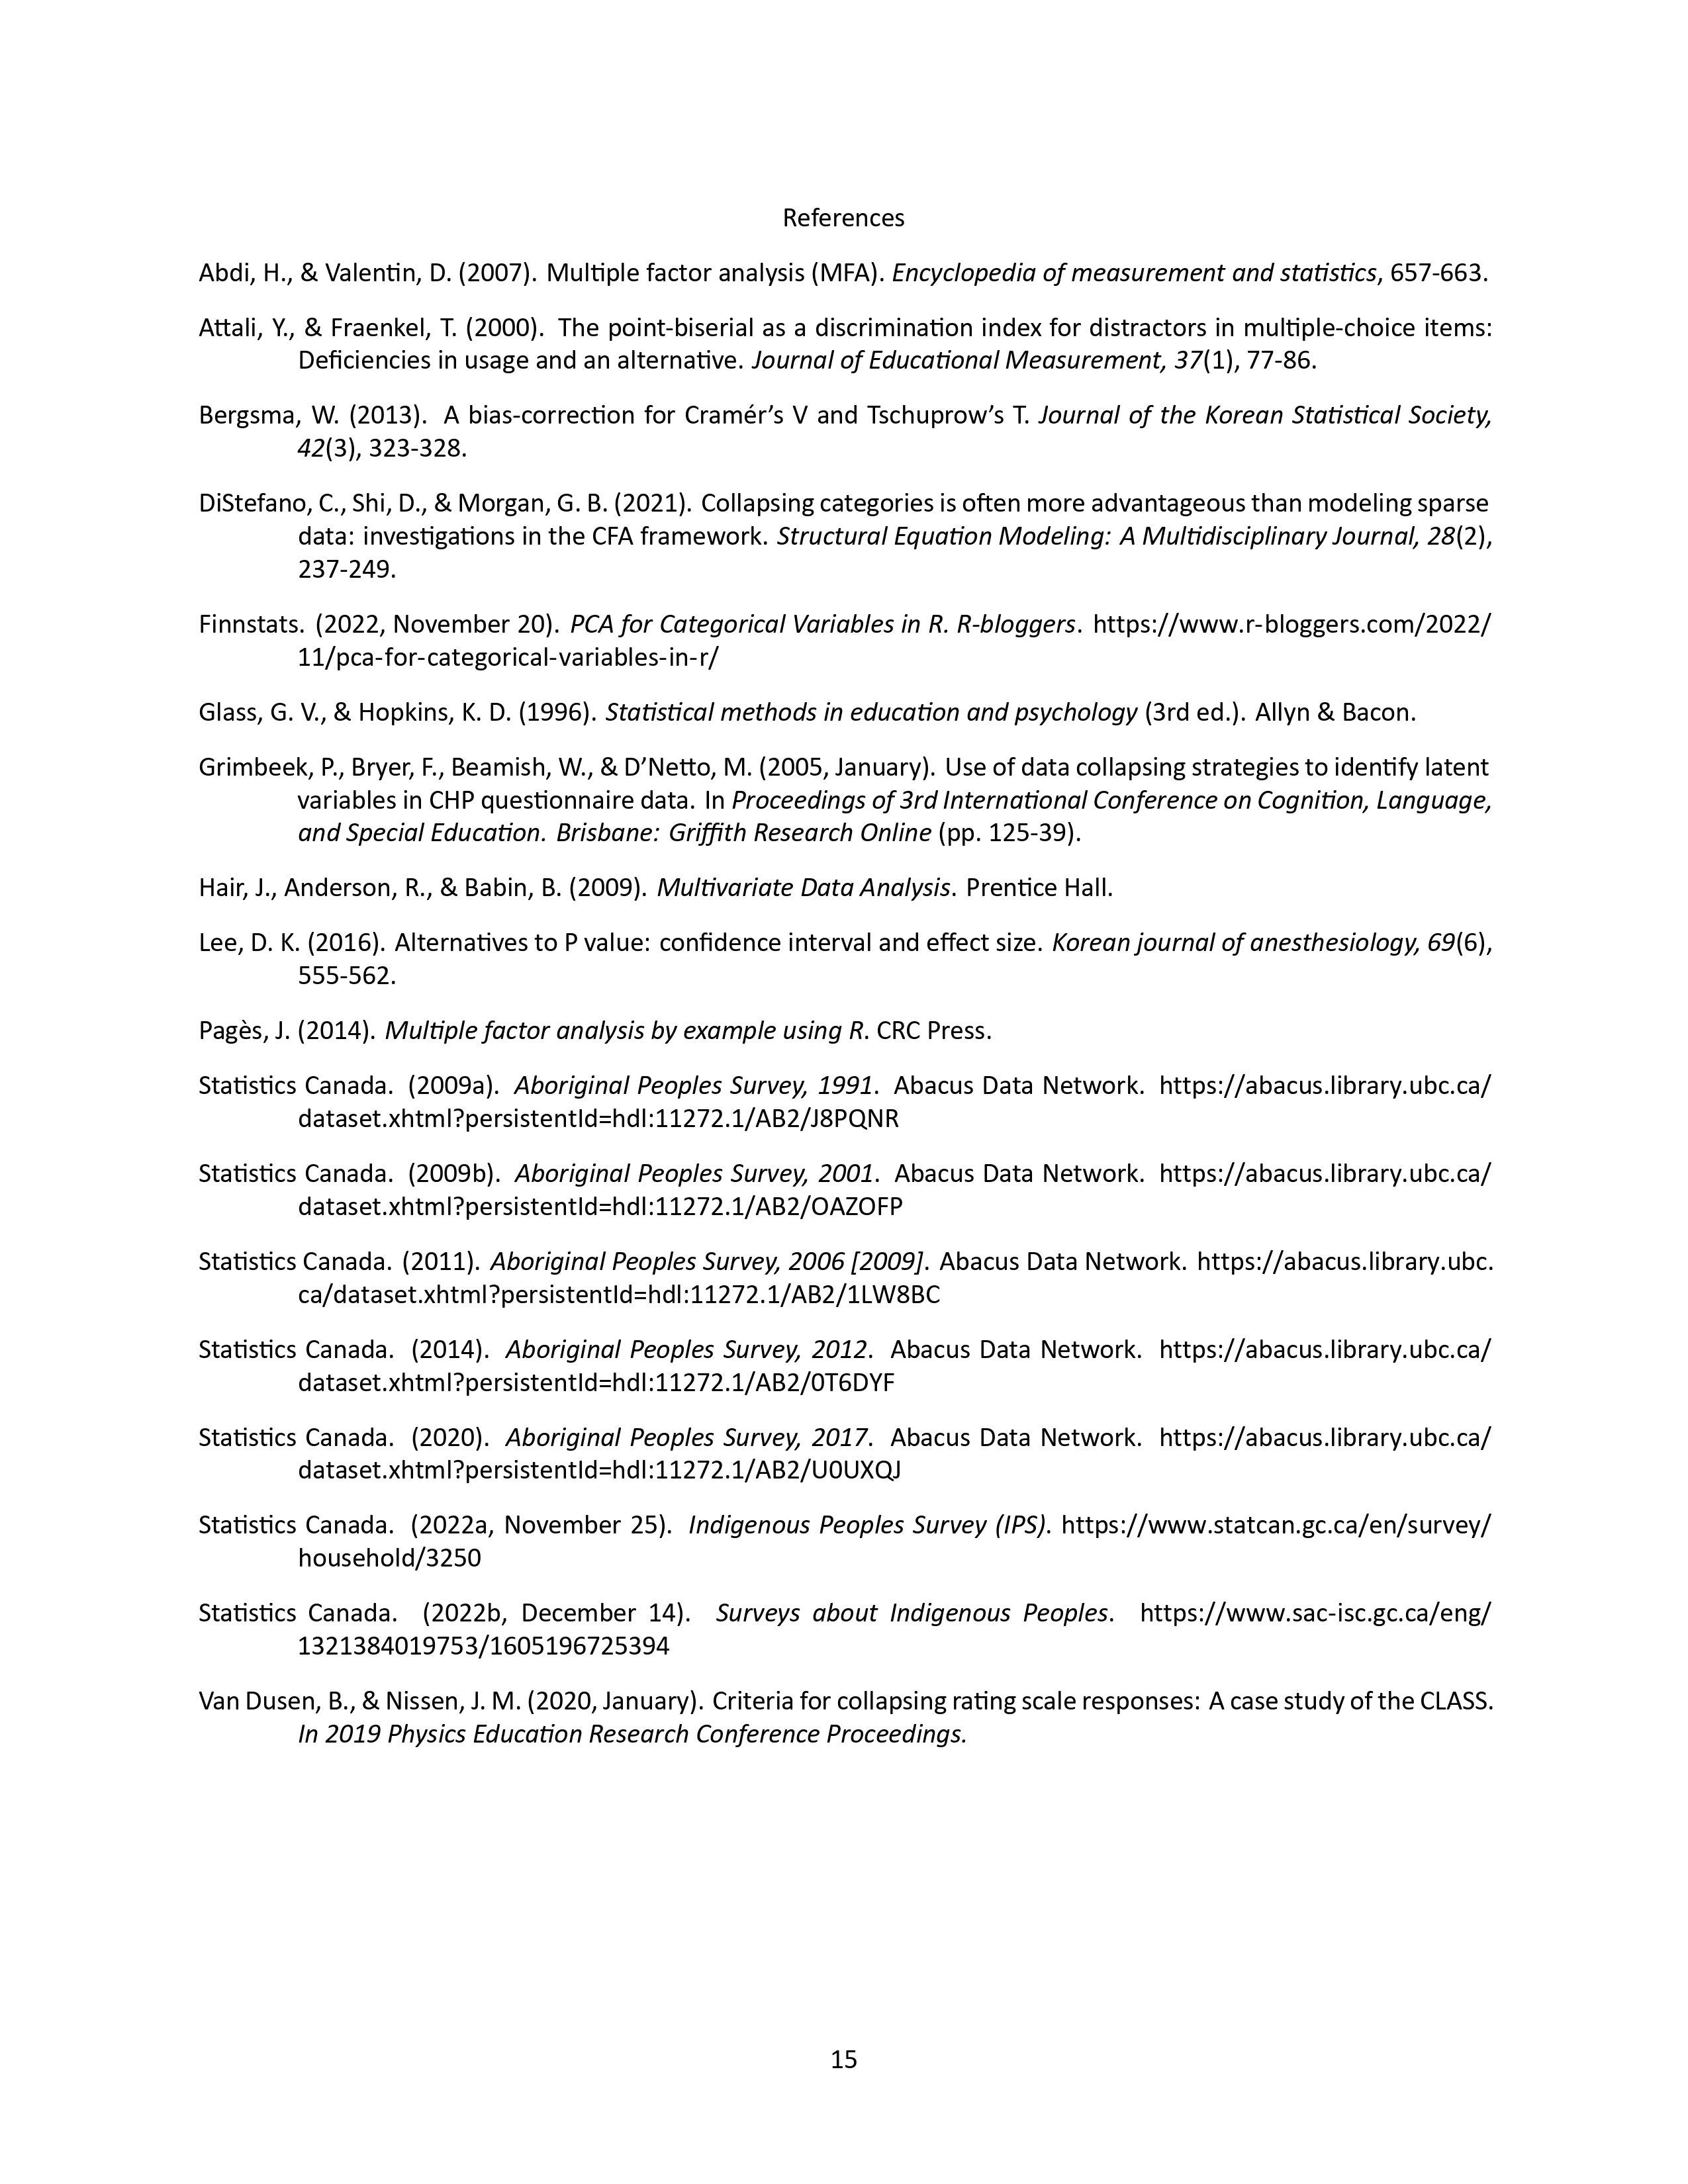 References
Abdi, H., & Valentin, D. (2007). Multiple factor analysis (MFA). Encyclopedia of measurement and statistics, 657-663.
Attali, Y., & Fraenkel, T. (2000). The point-biserial as a discrimination index for distractors in multiple-choice items:
Deficiencies in usage and an alternative. Journal of Educational Measurement, 37(1), 77-86.
Bergsma, W. (2013). A bias-correction for Cramér’s V and Tschuprow’s T. Journal of the Korean Statistical Society,
42(3), 323-328.
DiStefano, C., Shi, D., & Morgan, G. B. (2021). Collapsing categories is often more advantageous than modeling sparse
data: investigations in the CFA framework. Structural Equation Modeling: A Multidisciplinary Journal, 28(2),
237-249.
Finnstats. (2022, November 20). PCA for Categorical Variables in R. R-bloggers. https://www.r-bloggers.com/2022/
11/pca-for-categorical-variables-in-r/
Glass, G. V., & Hopkins, K. D. (1996). Statistical methods in education and psychology (3rd ed.). Allyn & Bacon.
Grimbeek, P., Bryer, F., Beamish, W., & D’Netto, M. (2005, January). Use of data collapsing strategies to identify latent
variables in CHP questionnaire data. In Proceedings of 3rd International Conference on Cognition, Language,
and Special Education. Brisbane: Griffith Research Online (pp. 125-39).
Hair, J., Anderson, R., & Babin, B. (2009). Multivariate Data Analysis. Prentice Hall.
Lee, D. K. (2016). Alternatives to P value: confidence interval and effect size. Korean journal of anesthesiology, 69(6),
555-562.
Pagès, J. (2014). Multiple factor analysis by example using R. CRC Press.
Statistics Canada. (2009a). Aboriginal Peoples Survey, 1991. Abacus Data Network. https://abacus.library.ubc.ca/
dataset.xhtml?persistentId=hdl:11272.1/AB2/J8PQNR
Statistics Canada. (2009b). Aboriginal Peoples Survey, 2001. Abacus Data Network. https://abacus.library.ubc.ca/
dataset.xhtml?persistentId=hdl:11272.1/AB2/OAZOFP
Statistics Canada. (2011). Aboriginal Peoples Survey, 2006 [2009]. Abacus Data Network. https://abacus.library.ubc.
ca/dataset.xhtml?persistentId=hdl:11272.1/AB2/1LW8BC
Statistics Canada. (2014). Aboriginal Peoples Survey, 2012. Abacus Data Network. https://abacus.library.ubc.ca/
dataset.xhtml?persistentId=hdl:11272.1/AB2/0T6DYF
Statistics Canada. (2020). Aboriginal Peoples Survey, 2017. Abacus Data Network. https://abacus.library.ubc.ca/
dataset.xhtml?persistentId=hdl:11272.1/AB2/U0UXQJ
Statistics Canada. (2022a, November 25). Indigenous Peoples Survey (IPS). https://www.statcan.gc.ca/en/survey/
household/3250
Statistics Canada. (2022b, December 14). Surveys about Indigenous Peoples. https://www.sac-isc.gc.ca/eng/
1321384019753/1605196725394
Van Dusen, B., & Nissen, J. M. (2020, January). Criteria for collapsing rating scale responses: A case study of the CLASS.
In 2019 Physics Education Research Conference Proceedings.
15